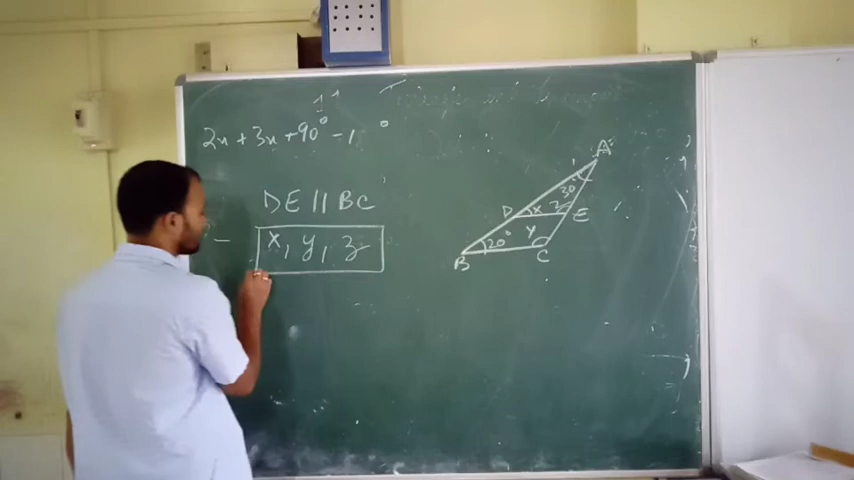 2x + 3x + 90° - 1 °
DE || BC
x, y, z
A
30°
D x z E
y
20°
B C